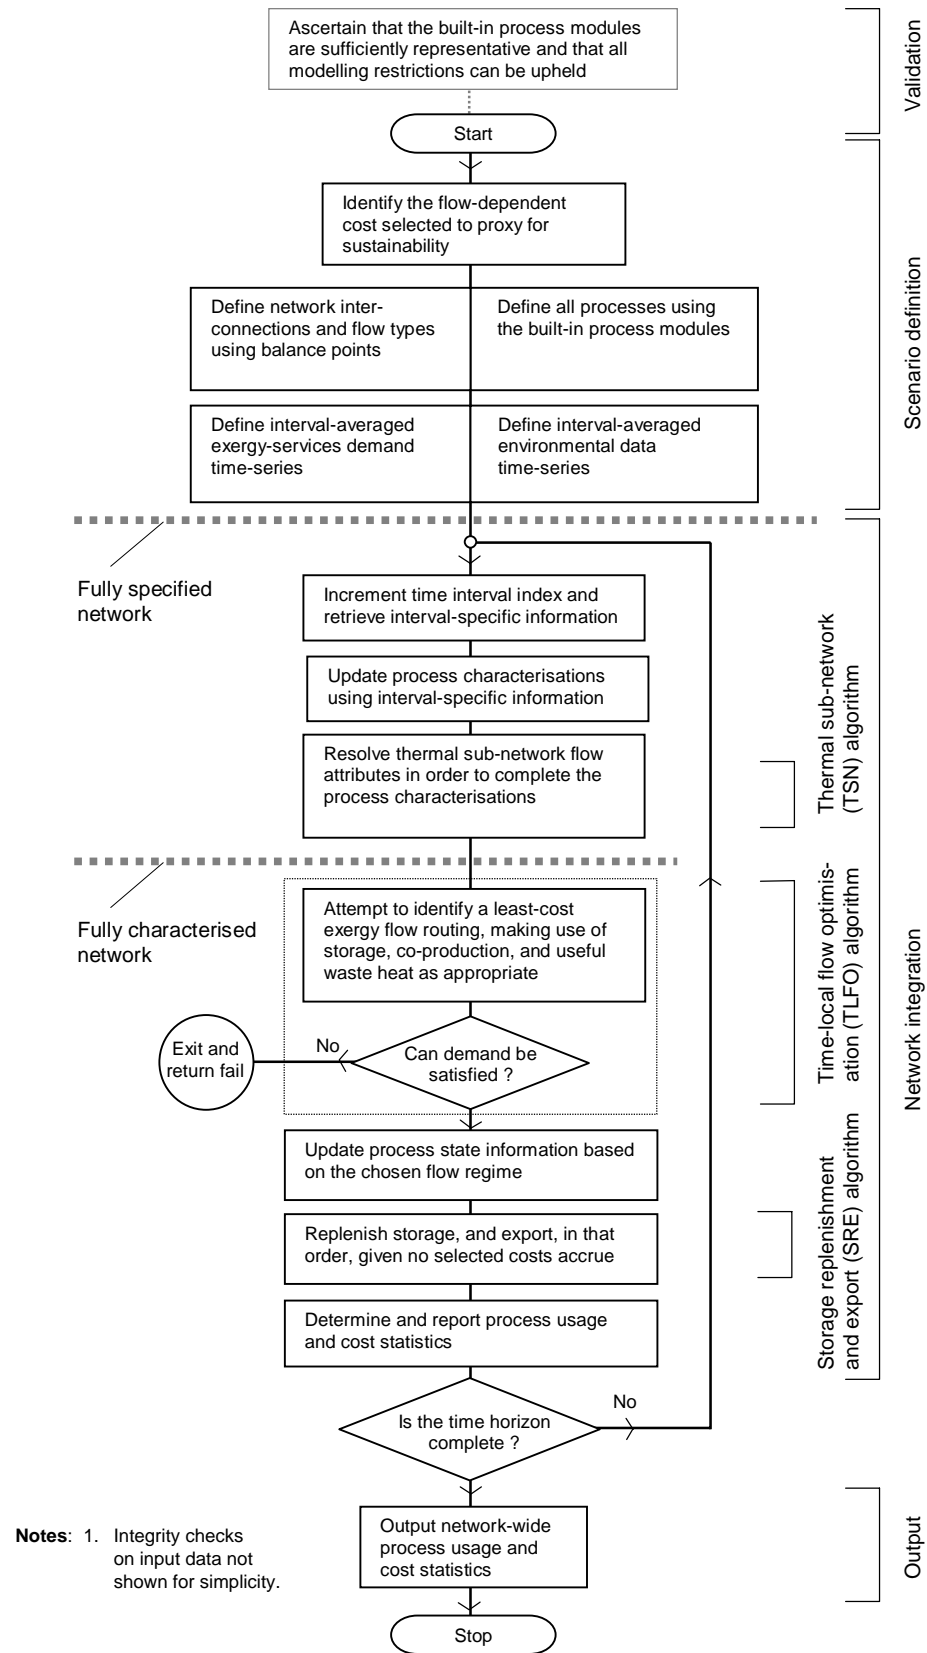 Ascertain that the built-in process modules
are sufficiently representative and that all
modelling restrictions can be upheld
Validation
Start
Identify the flow-dependent
cost selected to proxy for
sustainability
Define network inter-
connections and flow types
using balance points
Define all processes using
the built-in process modules
Define interval-averaged
exergy-services demand
time-series
Define interval-averaged
environmental data
time-series
Scenario definition
Fully specified
network
Increment time interval index and
retrieve interval-specific information
Update process characterisations
using interval-specific information
Resolve thermal sub-network flow
attributes in order to complete the
process characterisations
Thermal sub-network
(TSN) algorithm
Fully characterised
network
Attempt to identify a least-cost
exergy flow routing, making use of
storage, co-production, and useful
waste heat as appropriate
Time-local flow optimis-
ation (TLFO) algorithm
Exit and
return fail
No
Can demand be
satisfied ?
Network integration
Update process state information based
on the chosen flow regime
Replenish storage, and export, in that
order, given no selected costs accrue
Storage replenishment
and export (SRE) algorithm
Determine and report process usage
and cost statistics
Is the time horizon
complete ?
No
Output network-wide
process usage and
cost statistics
Output
Notes: 1. Integrity checks
on input data not
shown for simplicity.
Stop